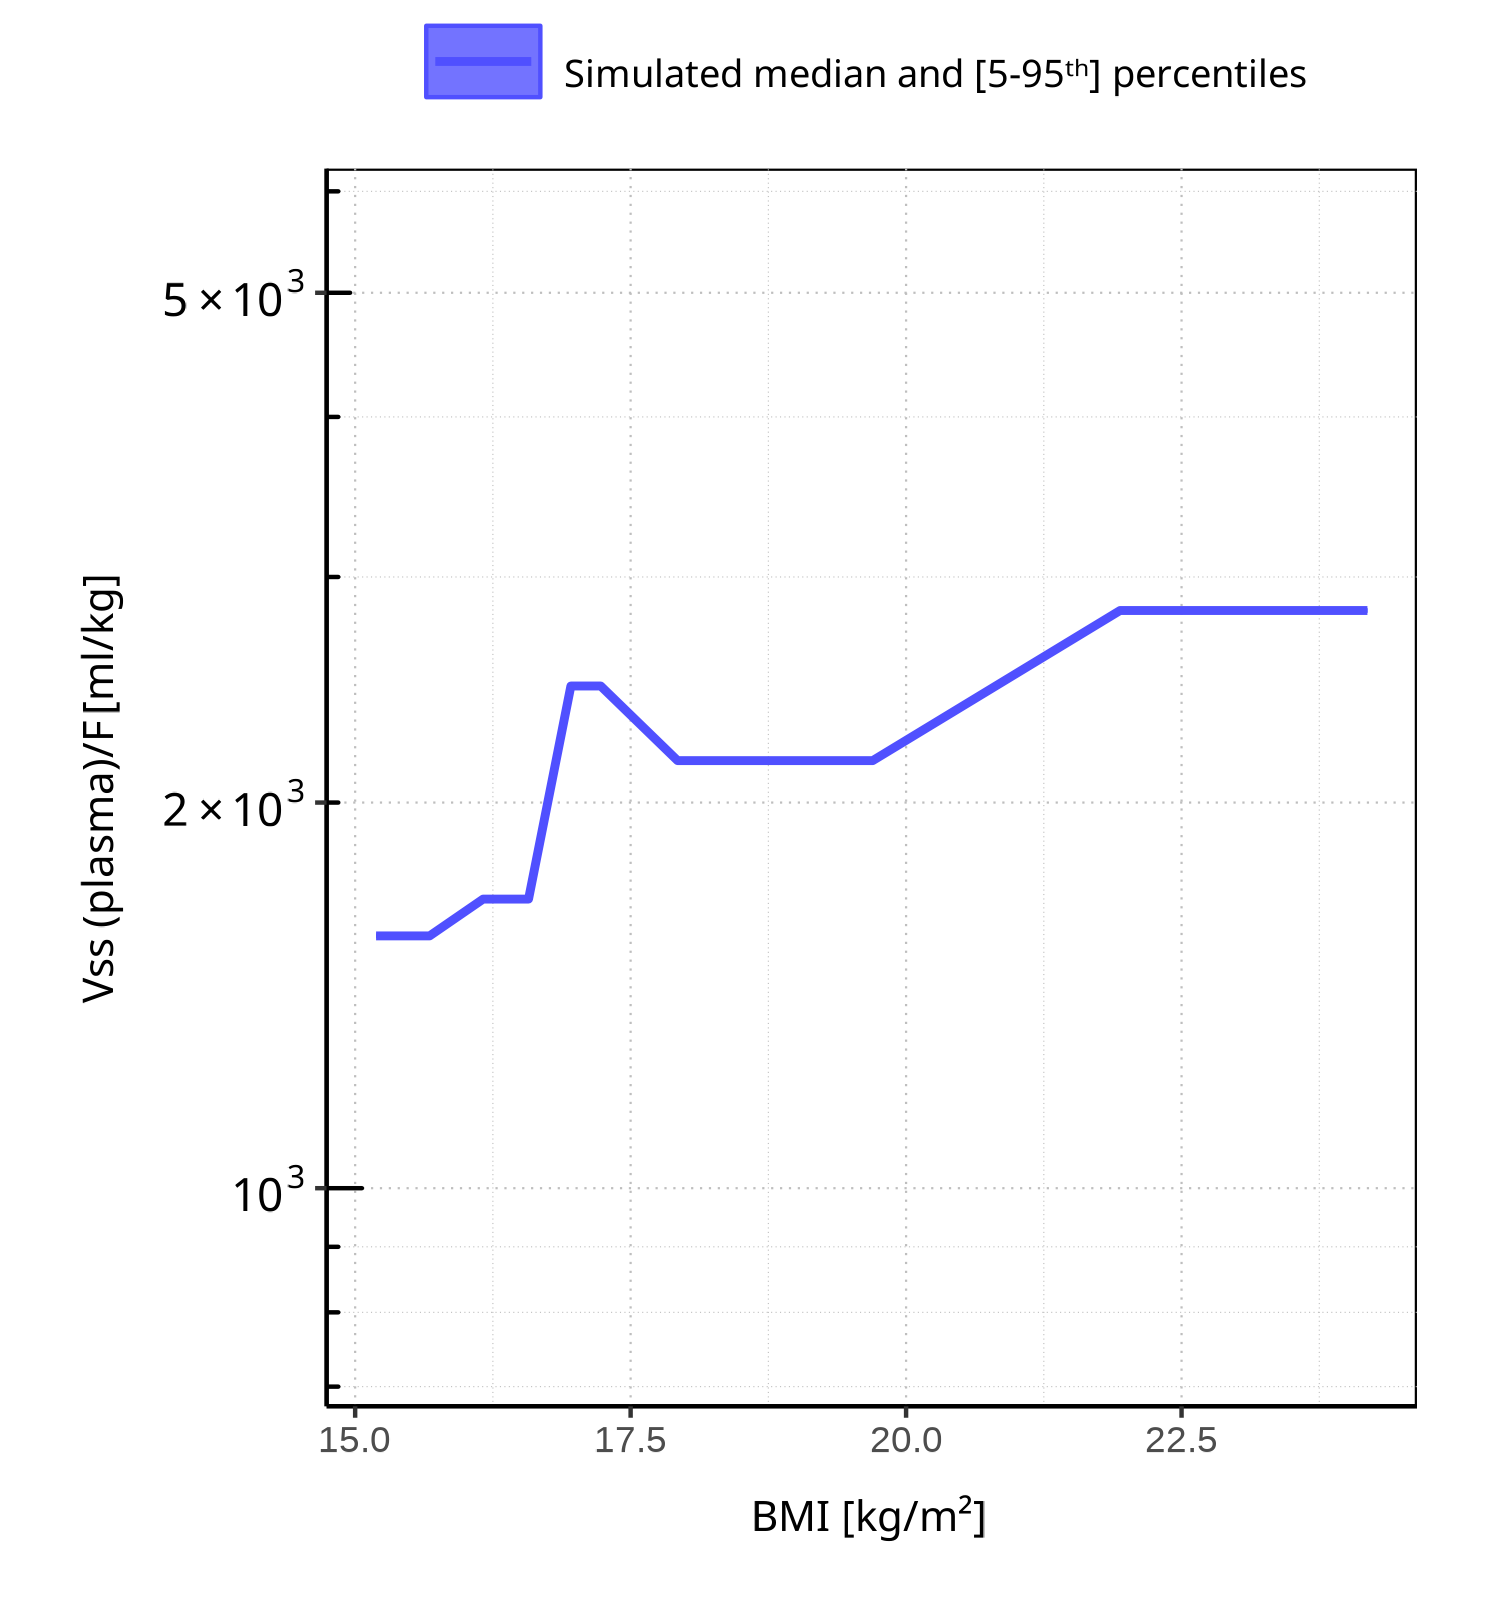 Simulated median and [5-95ᵗʰ] percentiles
5 × 10³
2 × 10³
10³
Vss (plasma)/F [ml/kg]
15.0 17.5 20.0 22.5
BMI [kg/m²]